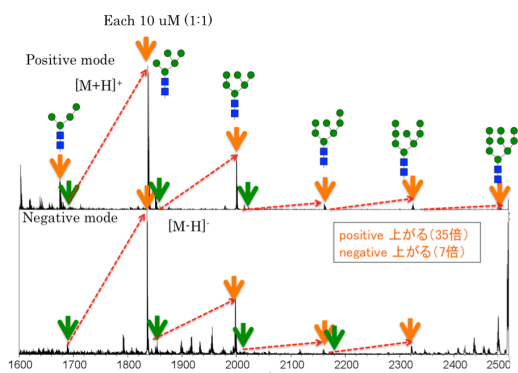 Each 10 uM (1:1)
Positive mode
[M+H]+
Negative mode
[M-H]-
positive 上がる(35倍)
negative 上がる(7倍)
1600 1700 1800 1900 2000 2100 2200 2300 2400 2500